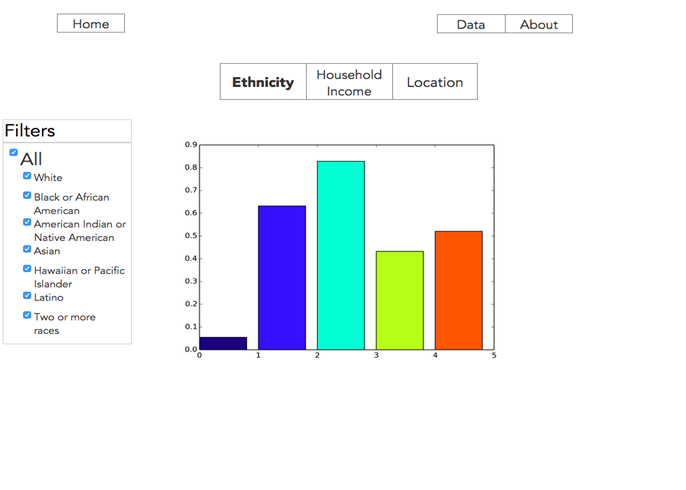 Home
Data
About
Ethnicity
Household
Income
Location
Filters
All
White
Black or African
American
American Indian or
Native American
Asian
Hawaiian or Pacific
Islander
Latino
Two or more
races
0.9
0.8
0.7
0.6
0.5
0.4
0.3
0.2
0.1
0.0
0 1 2 3 4 5